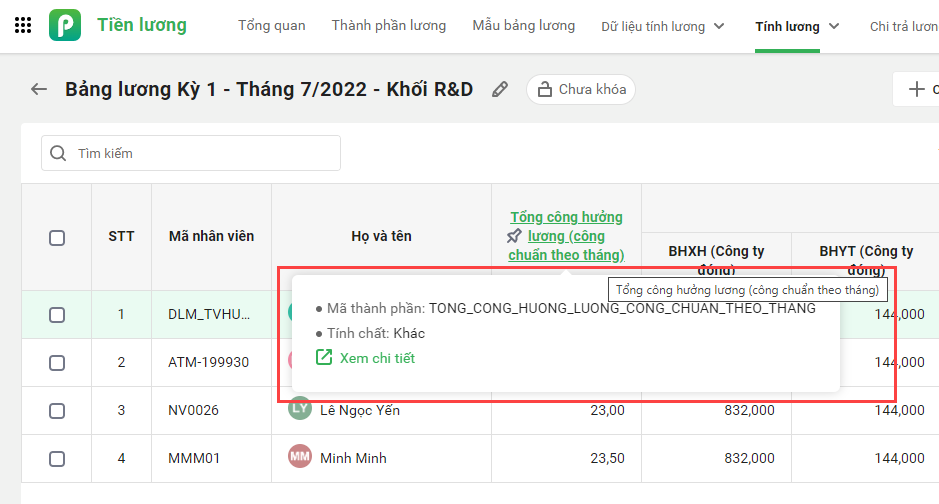 Tiền lương
Tổng quan
Thành phần lương
Mẫu bảng lương
Dữ liệu tính lương
Tính lương
Chi trả lươn
Bảng lương Kỳ 1 - Tháng 7/2022 - Khối R&D
Chưa khóa
Tìm kiếm
STT
Mã nhân viên
Họ và tên
Tổng công hưởng
lương (công
chuẩn theo tháng)
BHXH (Công ty
đóng)
BHYT (Công ty
đóng)
Tổng công hưởng lương (công chuẩn theo tháng)
1 DLM_TVHU... 144,000
Mã thành phần: TONG_CONG_HUONG_LUONG_CONG_CHUAN_THEO_THANG
Tính chất: Khác
Xem chi tiết
2 ATM-199930 144,000
3 NV0026 LY Lê Ngọc Yến 23,00 832,000 144,000
4 MMM01 MM Minh Minh 23,50 832,000 144,000